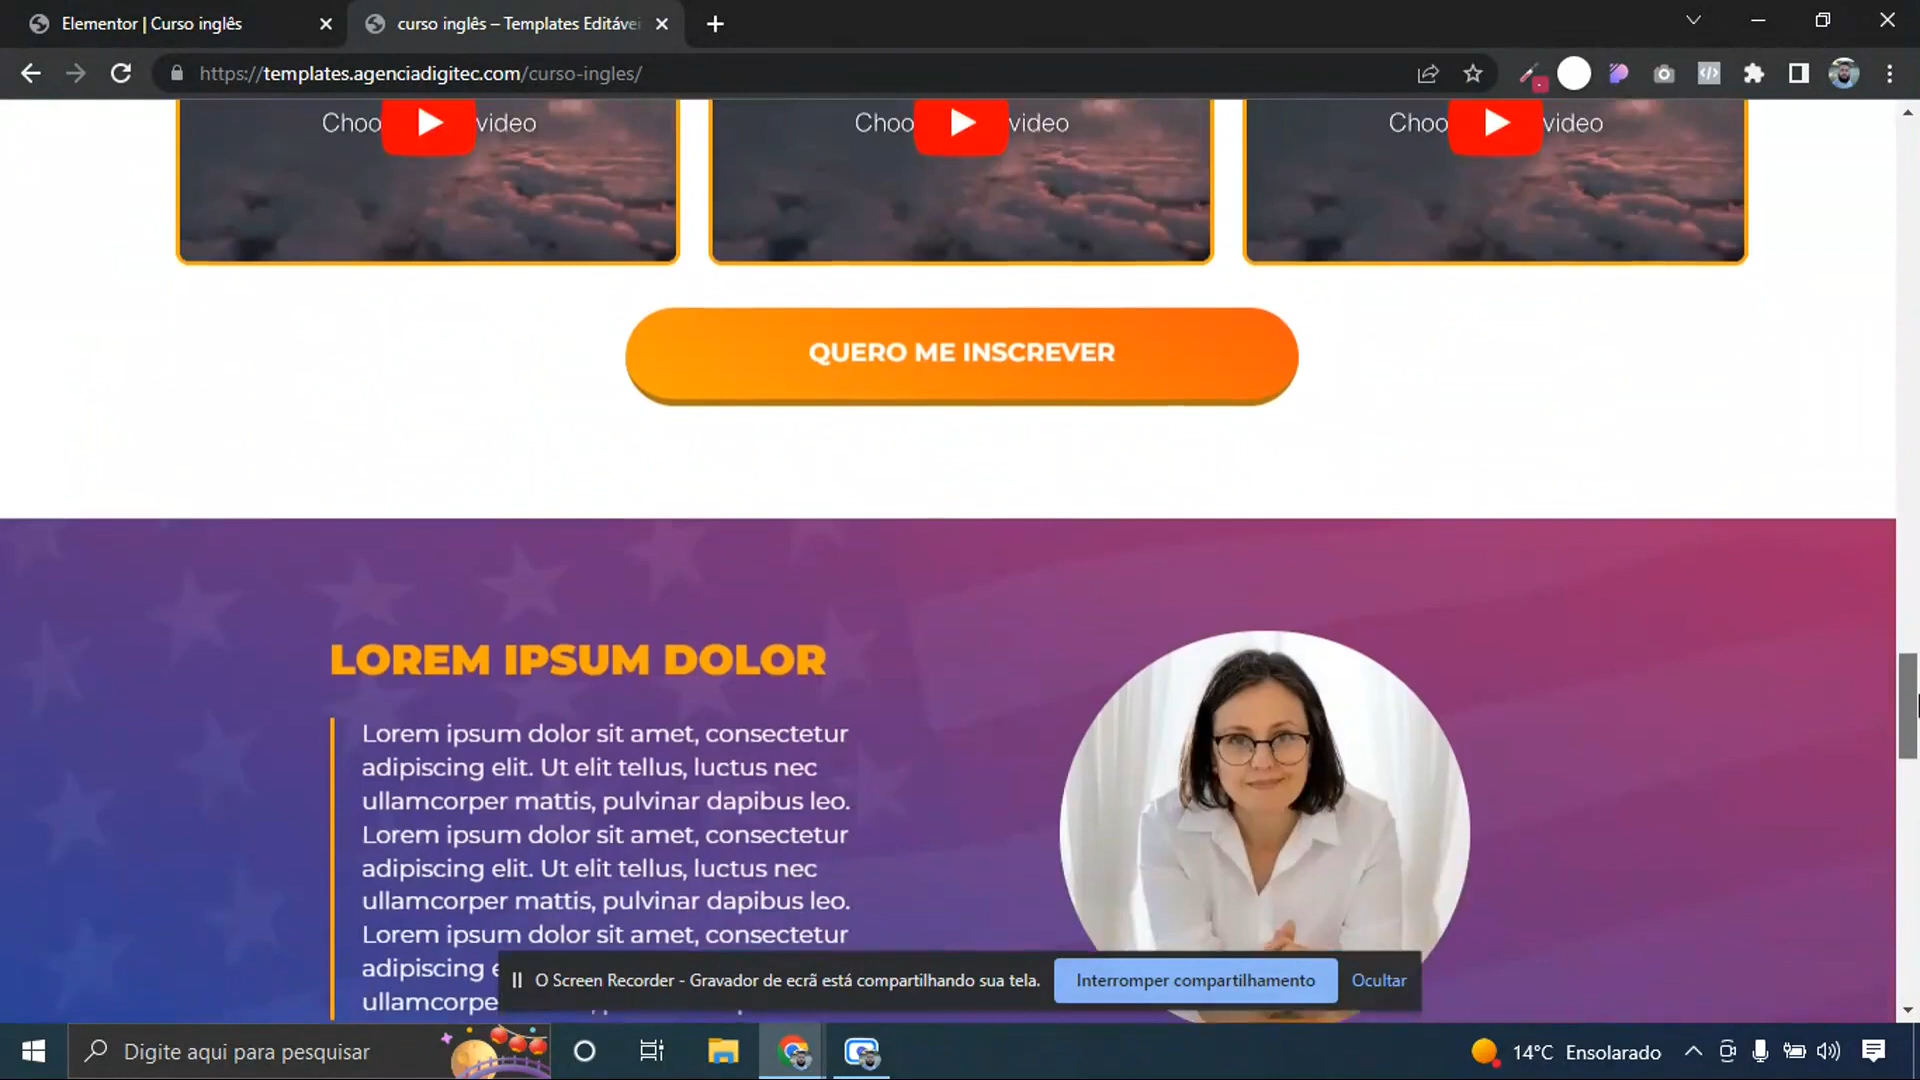 Elementor | Curso inglês
curso inglês – Templates Editávei
https://templates.agenciadigitec.com/curso-ingles/
Choo video
Choo video
Choo video
QUERO ME INSCREVER
LOREM IPSUM DOLOR
Lorem ipsum dolor sit amet, consectetur
adipiscing elit. Ut elit tellus, luctus nec
ullamcorper mattis, pulvinar dapibus leo.
Lorem ipsum dolor sit amet, consectetur
adipiscing elit. Ut elit tellus, luctus nec
ullamcorper mattis, pulvinar dapibus leo.
Lorem ipsum dolor sit amet, consectetur
adipiscing e
ullamcorpe
O Screen Recorder - Gravador de ecrã está compartilhando sua tela.
Interromper compartilhamento
Ocultar
Digite aqui para pesquisar
14°C Ensolarado